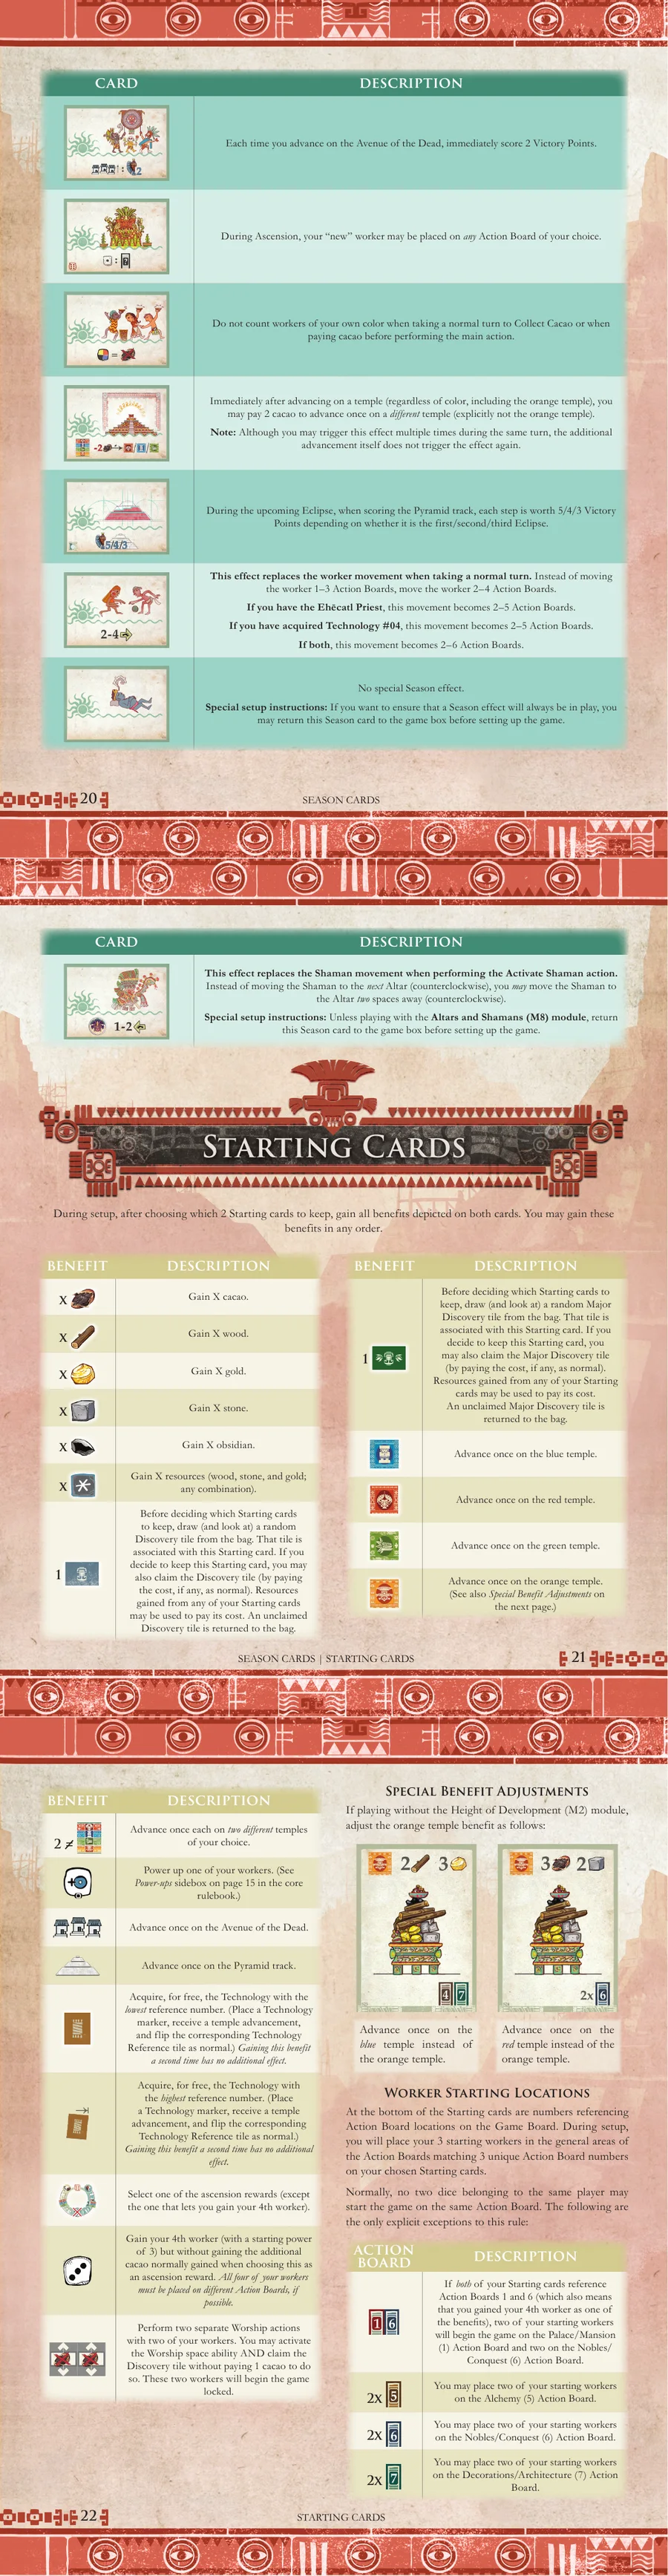 CARD
DESCRIPTION
: 2
Each time you advance on the Avenue of the Dead, immediately score 2 Victory Points.
During Ascension, your “new” worker may be placed on any Action Board of your choice.
=
Do not count workers of your own color when taking a normal turn to Collect Cacao or when
paying cacao before performing the main action.
-2
Immediately after advancing on a temple (regardless of color, including the orange temple), you
may pay 2 cacao to advance once on a different temple (explicitly not the orange temple).
Note: Although you may trigger this effect multiple times during the same turn, the additional
advancement itself does not trigger the effect again.
5/4/3
During the upcoming Eclipse, when scoring the Pyramid track, each step is worth 5/4/3 Victory
Points depending on whether it is the first/second/third Eclipse.
2-4
This effect replaces the worker movement when taking a normal turn. Instead of moving
the worker 1–3 Action Boards, move the worker 2–4 Action Boards.
If you have the Ehēcatl Priest, this movement becomes 2–5 Action Boards.
If you have acquired Technology #04, this movement becomes 2–5 Action Boards.
If both, this movement becomes 2–6 Action Boards.
No special Season effect.
Special setup instructions: If you want to ensure that a Season effect will always be in play, you
may return this Season card to the game box before setting up the game.
20
SEASON CARDS
CARD
DESCRIPTION
1-2
This effect replaces the Shaman movement when performing the Activate Shaman action.
Instead of moving the Shaman to the next Altar (counterclockwise), you may move the Shaman to
the Altar two spaces away (counterclockwise).
Special setup instructions: Unless playing with the Altars and Shamans (M8) module, return
this Season card to the game box before setting up the game.
STARTING CARDS
During setup, after choosing which 2 Starting cards to keep, gain all benefits depicted on both cards. You may gain these
benefits in any order.
BENEFIT
DESCRIPTION
X
Gain X cacao.
X
Gain X wood.
X
Gain X gold.
X
Gain X stone.
X
Gain X obsidian.
X
Gain X resources (wood, stone, and gold;
any combination).
1
Before deciding which Starting cards
to keep, draw (and look at) a random
Discovery tile from the bag. That tile is
associated with this Starting card. If you
decide to keep this Starting card, you may
also claim the Discovery tile (by paying
the cost, if any, as normal). Resources
gained from any of your Starting cards
may be used to pay its cost. An unclaimed
Discovery tile is returned to the bag.
BENEFIT
DESCRIPTION
1
Before deciding which Starting cards to
keep, draw (and look at) a random Major
Discovery tile from the bag. That tile is
associated with this Starting card. If you
decide to keep this Starting card, you
may also claim the Major Discovery tile
(by paying the cost, if any, as normal).
Resources gained from any of your Starting
cards may be used to pay its cost.
An unclaimed Major Discovery tile is
returned to the bag.
Advance once on the blue temple.
Advance once on the red temple.
Advance once on the green temple.
Advance once on the orange temple.
(See also Special Benefit Adjustments on
the next page.)
SEASON CARDS | STARTING CARDS
21
BENEFIT
DESCRIPTION
2 ≠
Advance once each on two different temples
of your choice.
Power up one of your workers. (See
Power-ups sidebox on page 15 in the core
rulebook.)
Advance once on the Avenue of the Dead.
Advance once on the Pyramid track.
Acquire, for free, the Technology with the
lowest reference number. (Place a Technology
marker, receive a temple advancement,
and flip the corresponding Technology
Reference tile as normal.) Gaining this benefit
a second time has no additional effect.
Acquire, for free, the Technology with
the highest reference number. (Place
a Technology marker, receive a temple
advancement, and flip the corresponding
Technology Reference tile as normal.)
Gaining this benefit a second time has no additional
effect.
Select one of the ascension rewards (except
the one that lets you gain your 4th worker).
Gain your 4th worker (with a starting power
of 3) but without gaining the additional
cacao normally gained when choosing this as
an ascension reward. All four of your workers
must be placed on different Action Boards, if
possible.
Perform two separate Worship actions
with two of your workers. You may activate
the Worship space ability AND claim the
Discovery tile without paying 1 cacao to do
so. These two workers will begin the game
locked.
SPECIAL BENEFIT ADJUSTMENTS
If playing without the Height of Development (M2) module,
adjust the orange temple benefit as follows:
2 3
4 7
3 2
2x 6
Advance once on the
blue temple instead of
the orange temple.
Advance once on the
red temple instead of the
orange temple.
WORKER STARTING LOCATIONS
At the bottom of the Starting cards are numbers referencing
Action Board locations on the Game Board. During setup,
you will place your 3 starting workers in the general areas of
the Action Boards matching 3 unique Action Board numbers
on your chosen Starting cards.
Normally, no two dice belonging to the same player may
start the game on the same Action Board. The following are
the only explicit exceptions to this rule:
ACTION
BOARD
DESCRIPTION
1 6
If both of your Starting cards reference
Action Boards 1 and 6 (which also means
that you gained your 4th worker as one of
the benefits), two of your starting workers
will begin the game on the Palace/Mansion
(1) Action Board and two on the Nobles/
Conquest (6) Action Board.
2x 5
You may place two of your starting workers
on the Alchemy (5) Action Board.
2x 6
You may place two of your starting workers
on the Nobles/Conquest (6) Action Board.
2x 7
You may place two of your starting workers
on the Decorations/Architecture (7) Action
Board.
22
STARTING CARDS